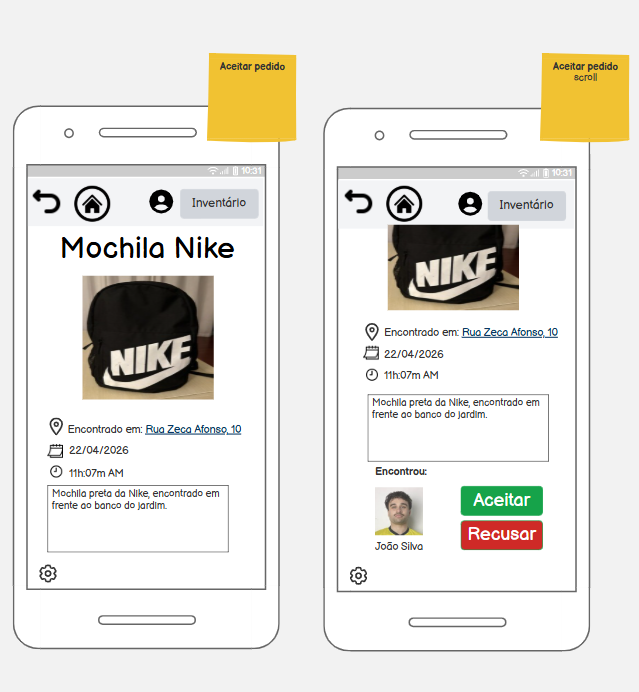 Aceitar pedido
10:31
Inventário
Mochila Nike
NIKE
Encontrado em: Rua Zeca Afonso, 10
22/04/2026
11h:07m AM
Mochila preta da Nike, encontrado em
frente ao banco do jardim.
Aceitar pedido
scroll
10:31
Inventário
NIKE
Encontrado em: Rua Zeca Afonso, 10
22/04/2026
11h:07m AM
Mochila preta da Nike, encontrado em
frente ao banco do jardim.
Encontrou:
João Silva
Aceitar
Recusar